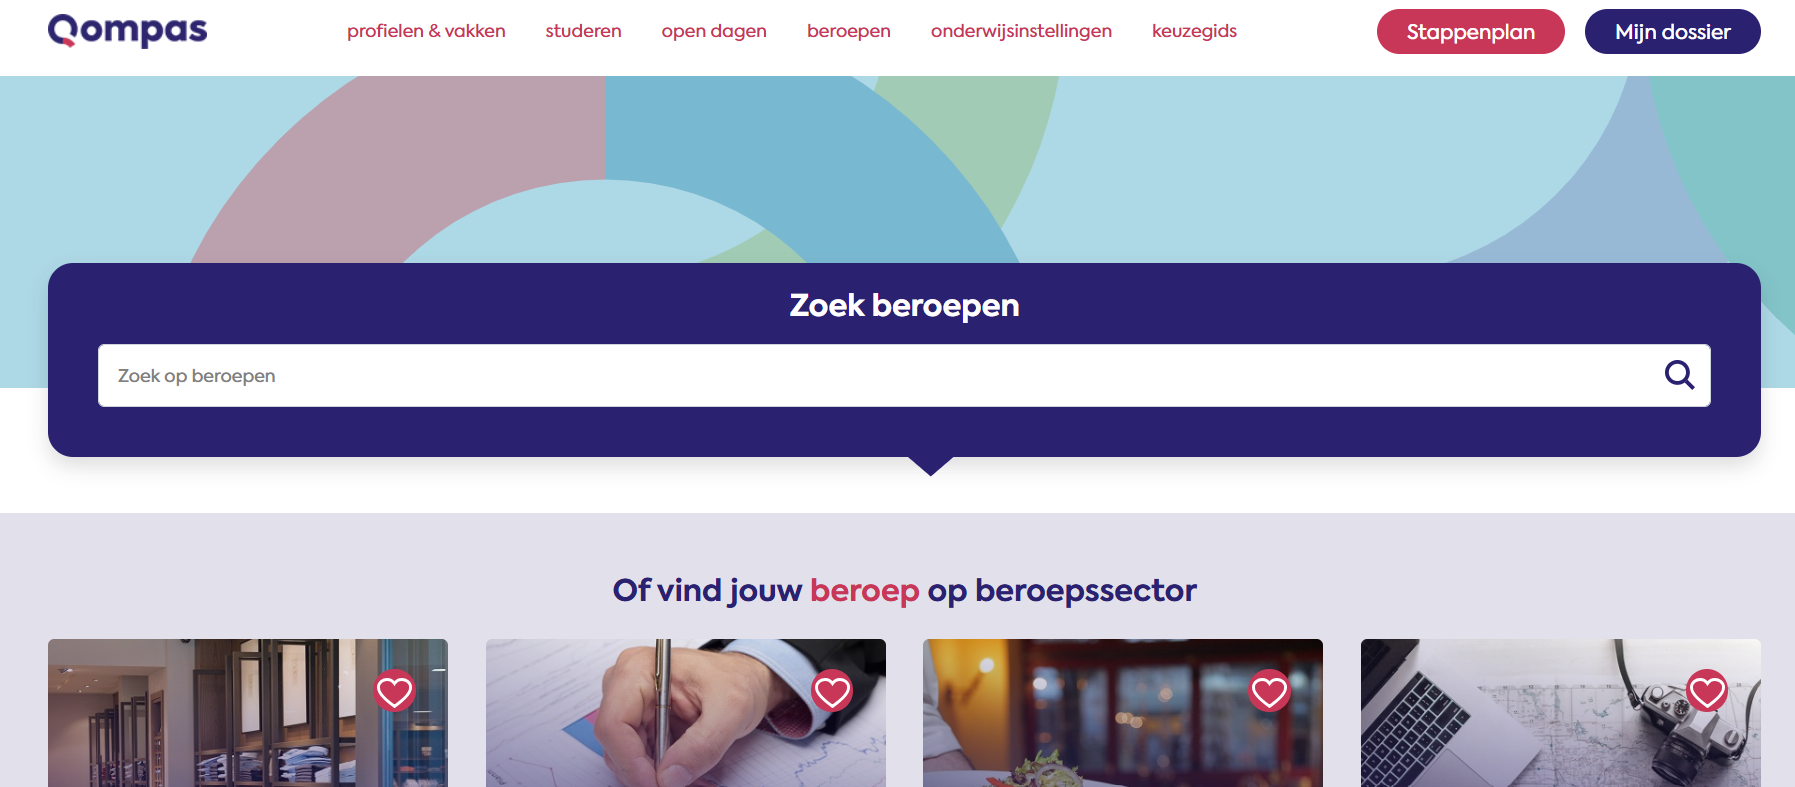 Qompas
profielen & vakken
studeren
open dagen
beroepen
onderwijsinstellingen
keuzegids
Stappenplan
Mijn dossier
Zoek beroepen
Zoek op beroepen
Of vind jouw beroep op beroepssector